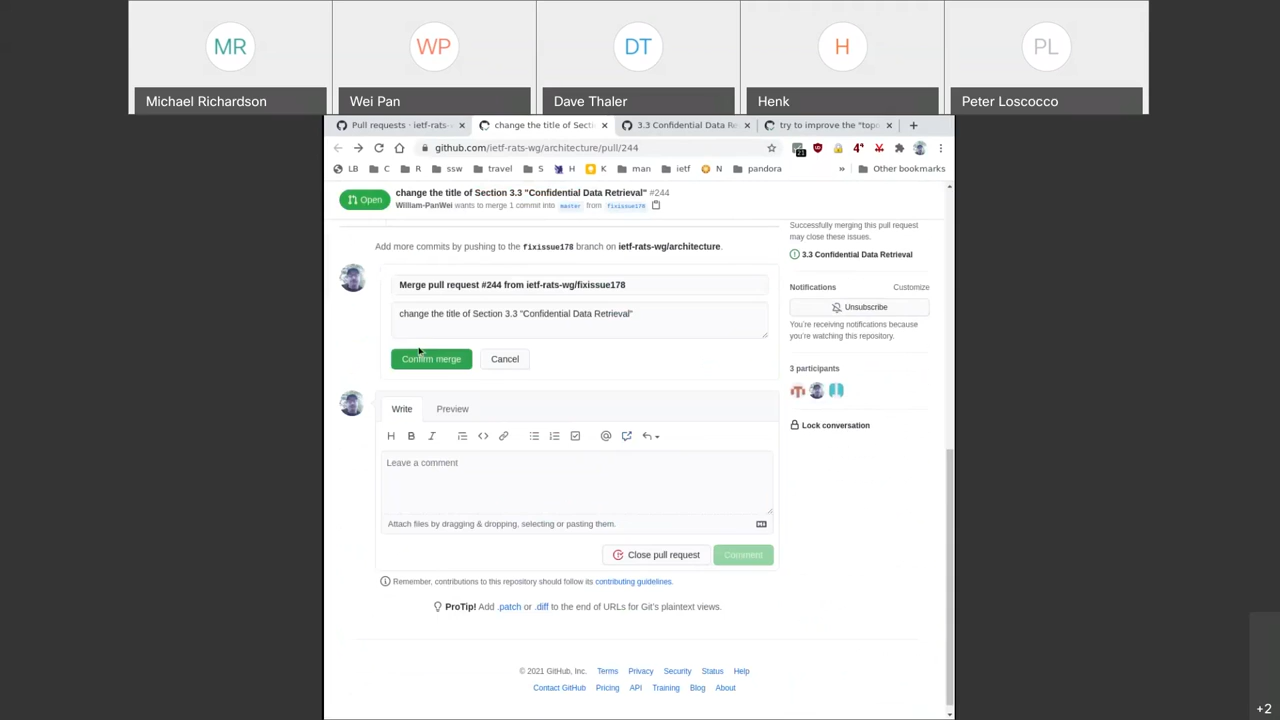 MR
WP
DT
H
PL
Michael Richardson
Wei Pan
Dave Thaler
Henk
Peter Loscocco
Pull requests · ietf-rats-
change the title of Secti
3.3 Confidential Data Re
try to improve the "topo
github.com/ietf-rats-wg/architecture/pull/244
21
LB
C
R
ssw
travel
S
H
K
man
ietf
N
pandora
»
Other bookmarks
Open
change the title of Section 3.3 "Confidential Data Retrieval" #244
William-PanWei wants to merge 1 commit into master from fixissue178
Add more commits by pushing to the fixissue178 branch on ietf-rats-wg/architecture.
Merge pull request #244 from ietf-rats-wg/fixissue178
change the title of Section 3.3 "Confidential Data Retrieval"
Confirm merge
Cancel
Write
Preview
H
B
I
Leave a comment
Attach files by dragging & dropping, selecting or pasting them.
Close pull request
Comment
Remember, contributions to this repository should follow its contributing guidelines.
ProTip! Add .patch or .diff to the end of URLs for Git's plaintext views.
Successfully merging this pull request
may close these issues.
3.3 Confidential Data Retrieval
Notifications
Customize
Unsubscribe
You're receiving notifications because
you're watching this repository.
3 participants
Lock conversation
© 2021 GitHub, Inc.
Terms
Privacy
Security
Status
Help
Contact GitHub
Pricing
API
Training
Blog
About
+2